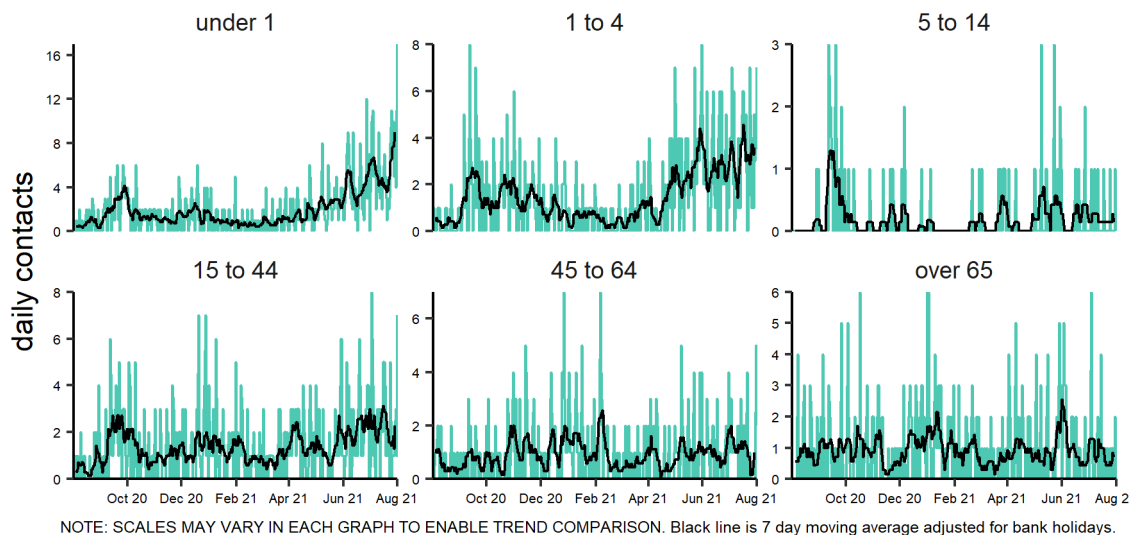 under 1
1 to 4
5 to 14
16
12
8
4
0
8
6
4
2
0
3
2
1
0
daily contacts
15 to 44
45 to 64
over 65
8
6
4
2
0
6
4
2
0
6
5
4
3
2
1
0
Oct 20 Dec 20 Feb 21 Apr 21 Jun 21 Aug 21
Oct 20 Dec 20 Feb 21 Apr 21 Jun 21 Aug 21
Oct 20 Dec 20 Feb 21 Apr 21 Jun 21 Aug 2
NOTE: SCALES MAY VARY IN EACH GRAPH TO ENABLE TREND COMPARISON. Black line is 7 day moving average adjusted for bank holidays.